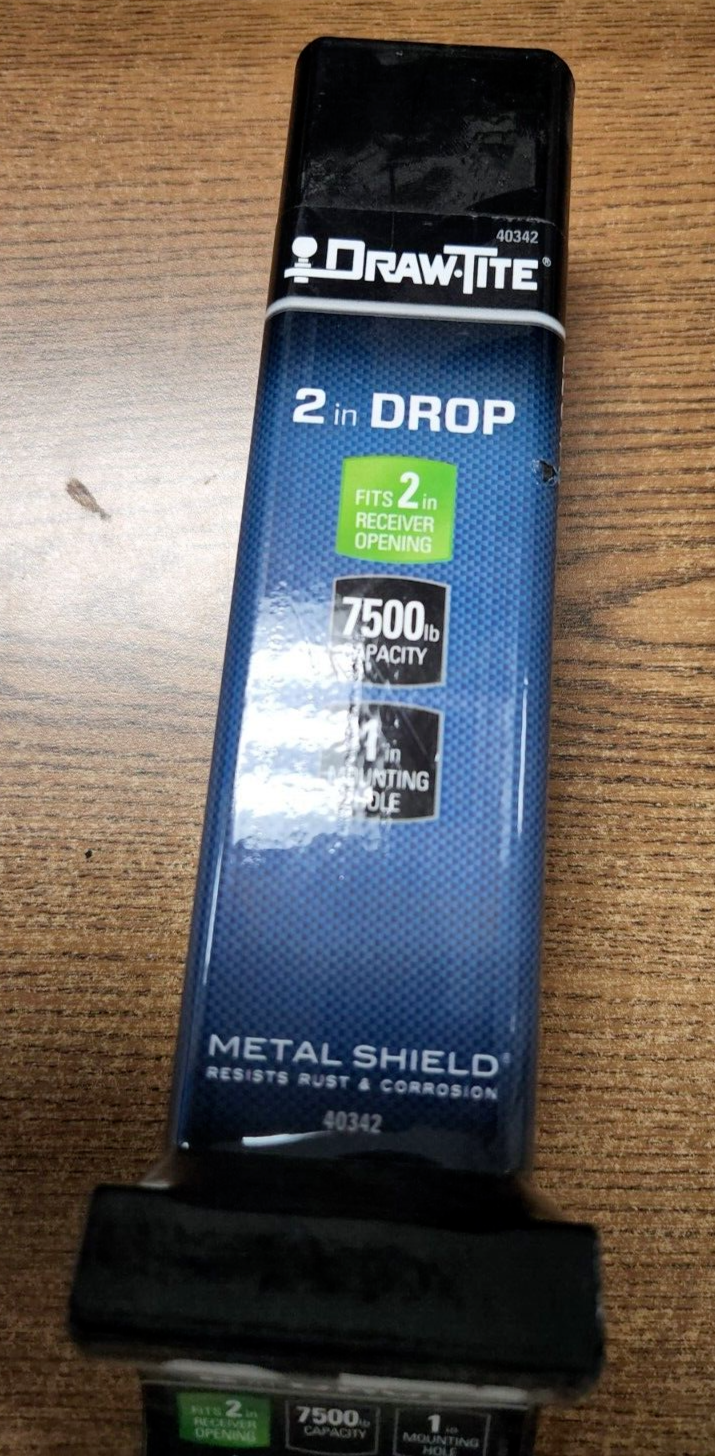 40342
DRAW·TITE®
2 in DROP
FITS 2 in
RECEIVER
OPENING
7500 lb
CAPACITY
1 in
MOUNTING
HOLE
METAL SHIELD®
RESISTS RUST & CORROSION
40342
FITS 2 in
RECEIVER
OPENING
7500 lb
CAPACITY
1 in
MOUNTING
HOLE